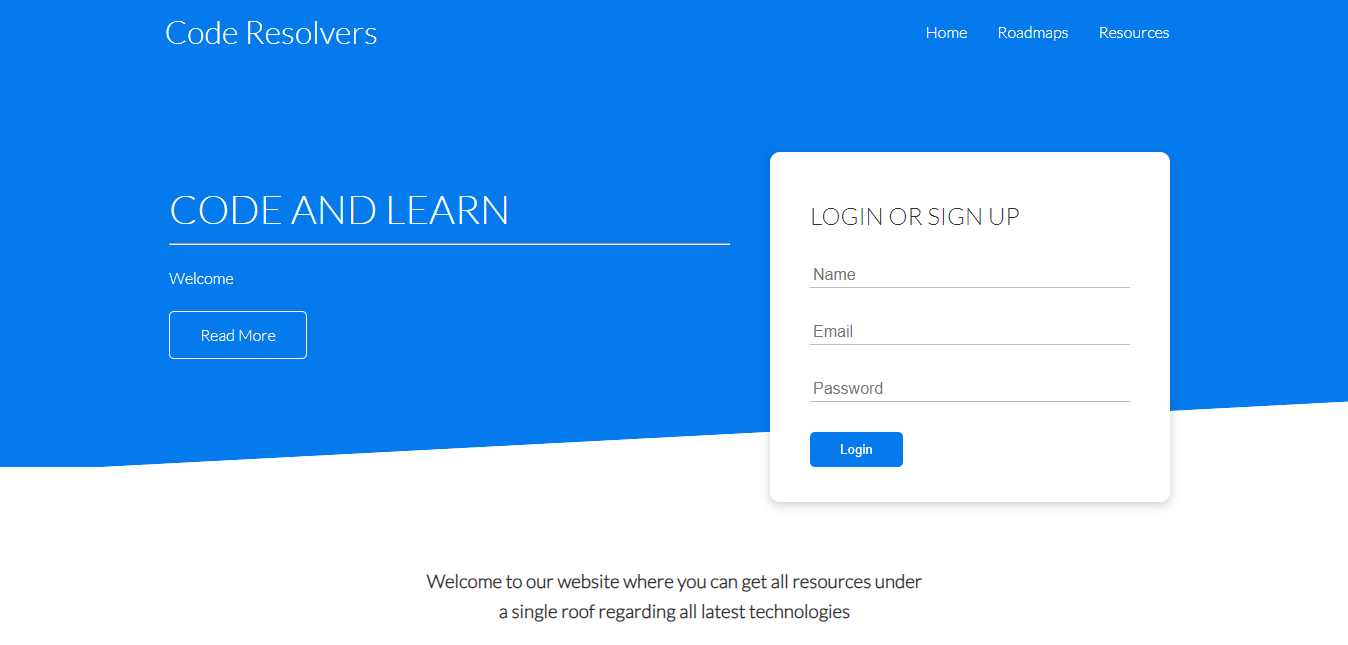 Code Resolvers
Home Roadmaps Resources
CODE AND LEARN
Welcome
Read More
LOGIN OR SIGN UP
Name
Email
Password
Login
Welcome to our website where you can get all resources under
a single roof regarding all latest technologies